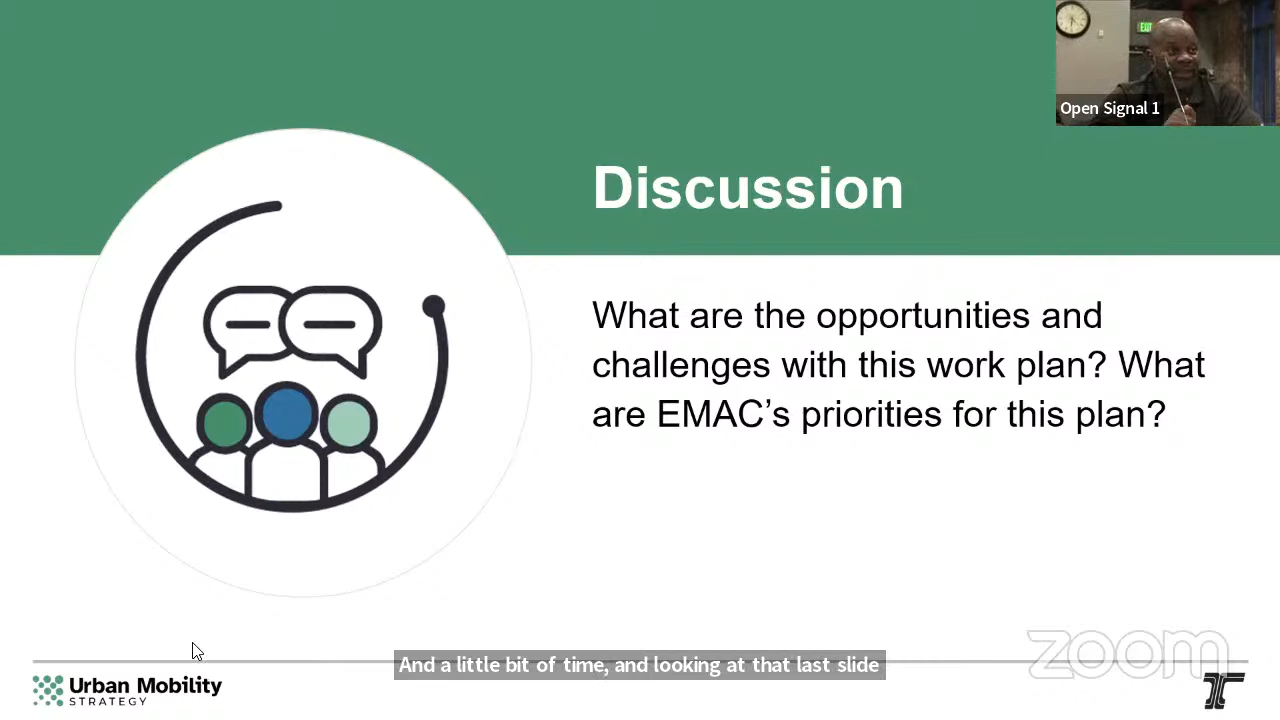 EXIT
Open Signal 1
Discussion
What are the opportunities and
challenges with this work plan? What
are EMAC’s priorities for this plan?
zoom
And a little bit of time, and looking at that last slide
Urban Mobility
STRATEGY